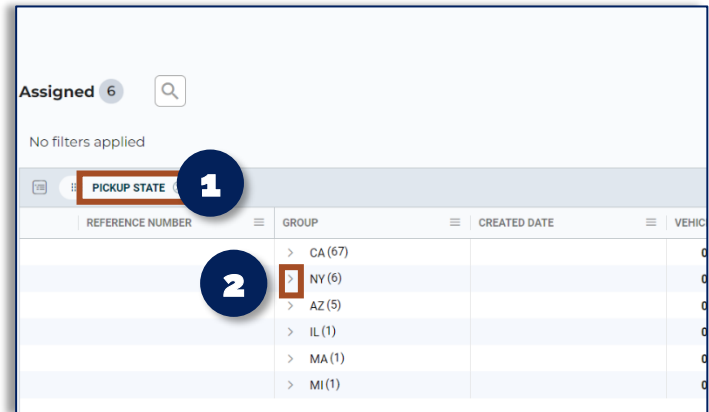 Assigned 6
No filters applied
PICKUP STATE
1
REFERENCE NUMBER GROUP CREATED DATE
CA (67)
2
NY (6)
AZ (5)
IL (1)
MA (1)
MI (1)